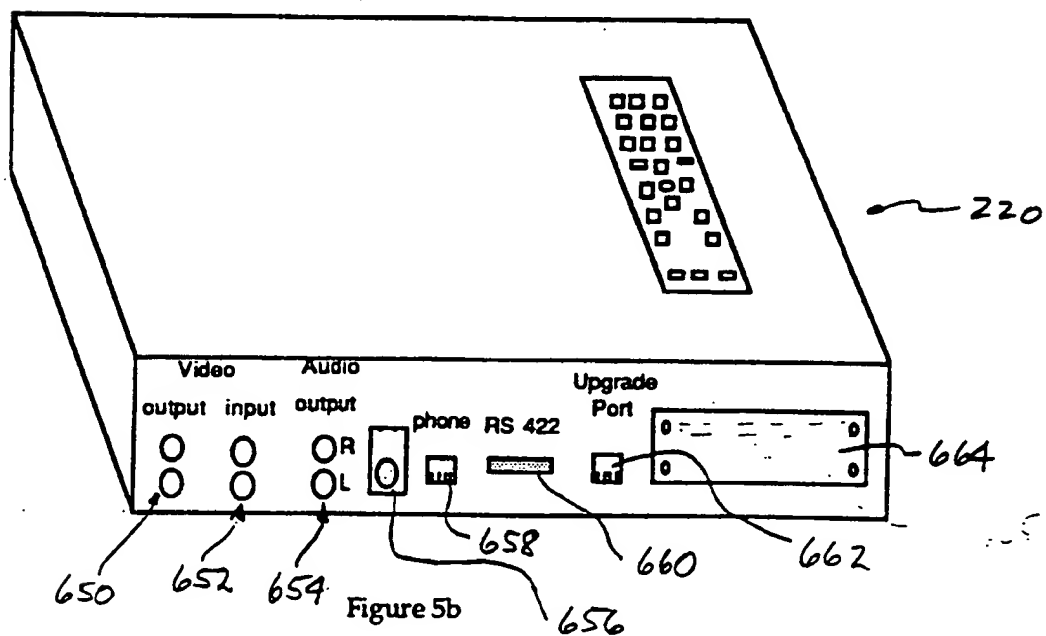 220
Video Audio
output input output
R
L
phone RS 422
Upgrade
Port
664
650 652 654 656 658 660 662
Figure 5b